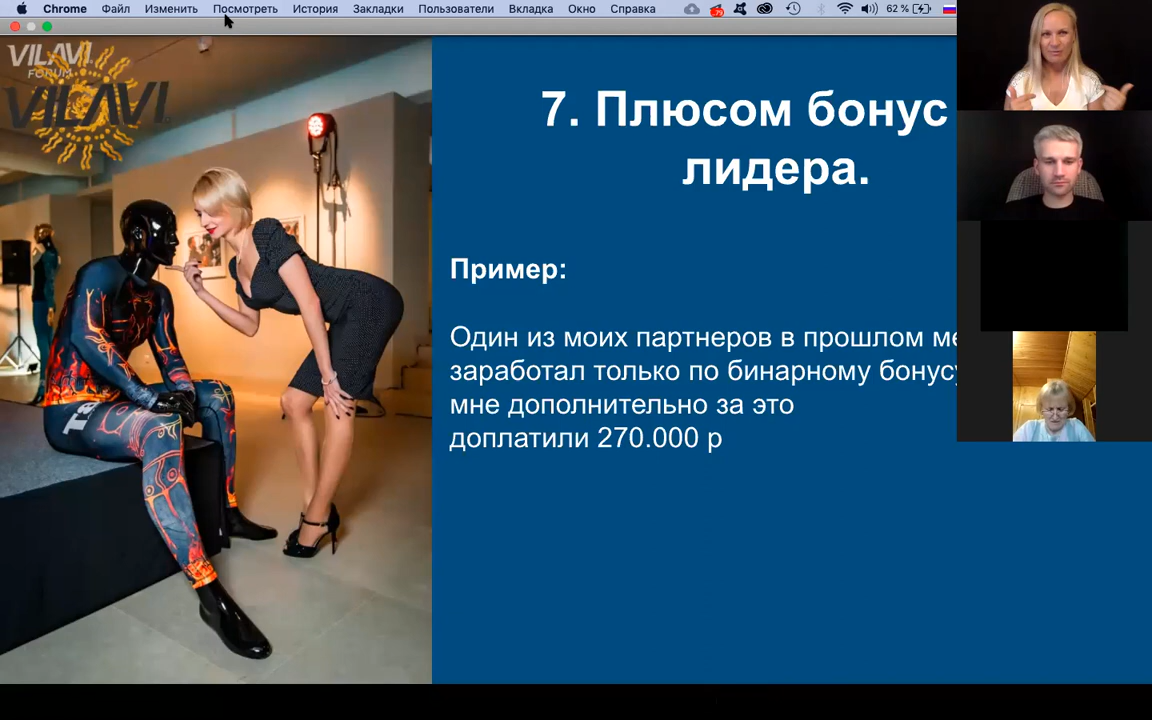 Chrome Файл Изменить Посмотреть История Закладки Пользователи Вкладка Окно Справка 62 %
VILAVI
FORUM
VILAVI
7. Плюсом бонус
лидера.
Пример:
Один из моих партнеров в прошлом ме
заработал только по бинарному бонусу
мне дополнительно за это
доплатили 270.000 р